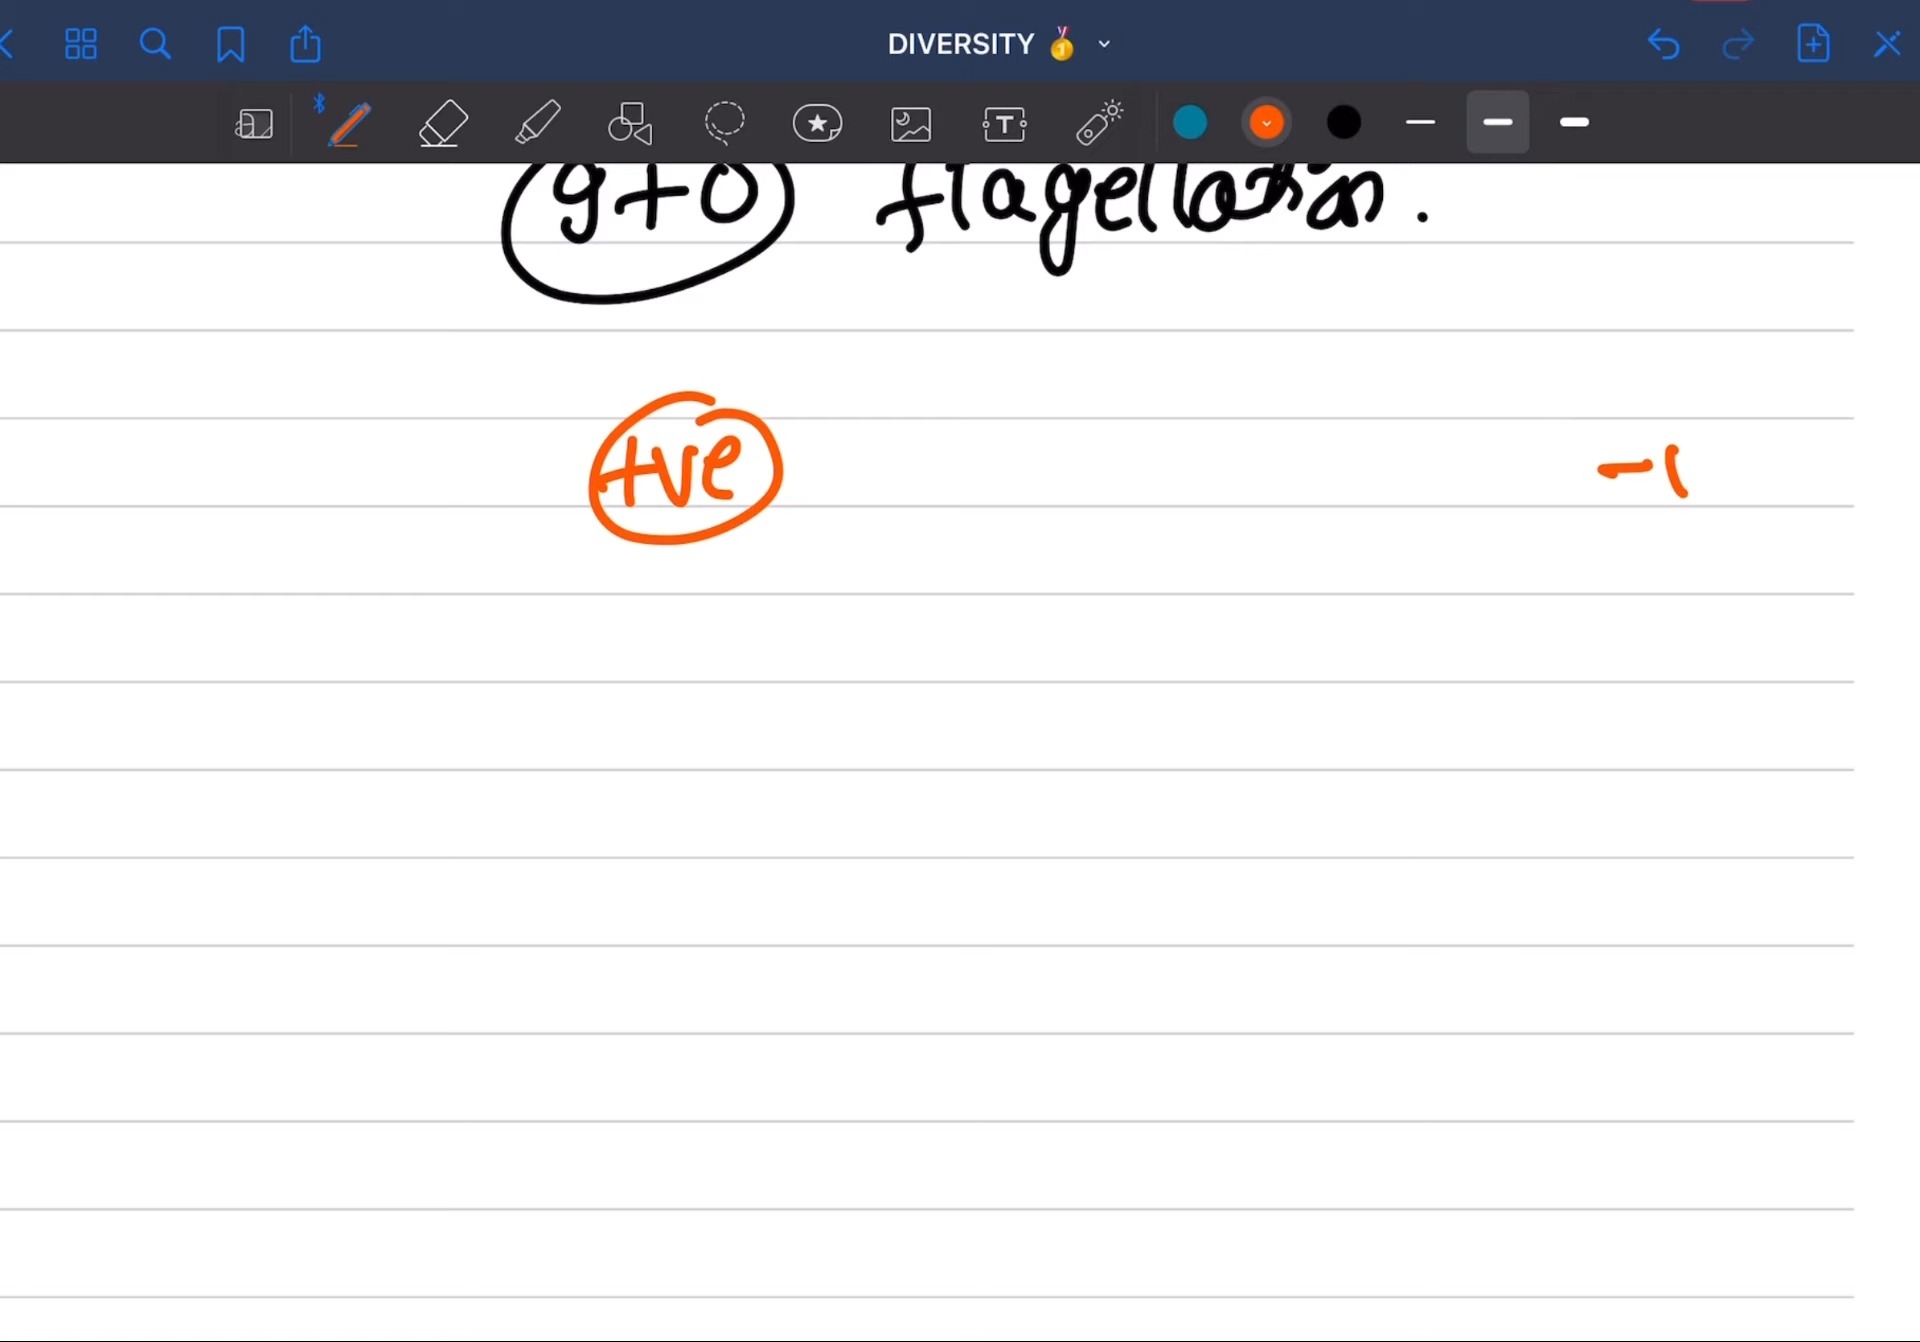 DIVERSITY 🏅
9+0 flagellation.
+ve -